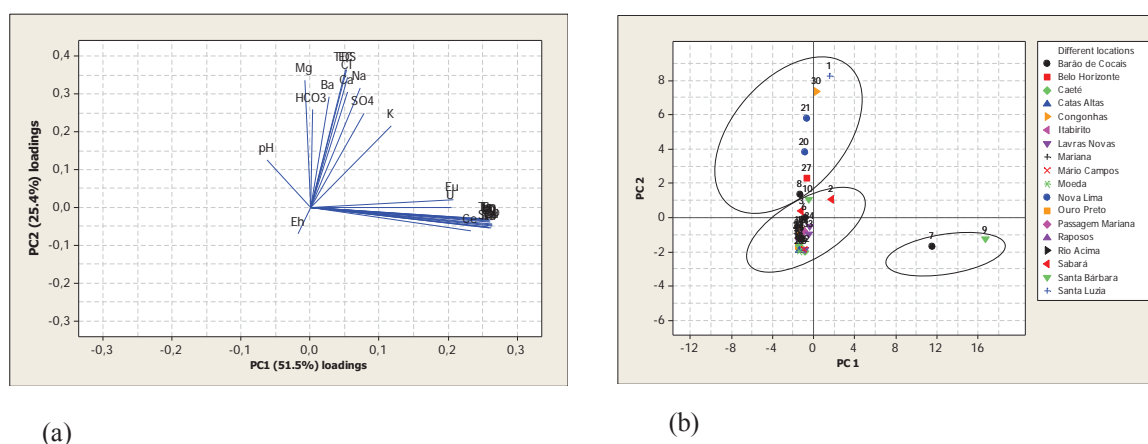 0,4
0,3
0,2
0,1
0,0
-0,1
-0,2
-0,3
PC2 (25.4%) loadings
Mg
HCO3
Ba
Cl
Ca
Na
SO4
K
pH
Eh
Eu
U
Ce
-0,3
-0,2
-0,1
0,0
0,1
0,2
0,3
PC1 (51.5%) loadings
(a)
8
6
4
2
0
-2
-4
-6
PC 2
1
30
21
20
27
8
10
2
7
9
-12
-8
-4
0
4
8
12
16
PC 1
Different locations
Barão de Cocais
Belo Horizonte
Caeté
Catas Altas
Congonhas
Itabirito
Lavras Novas
Mariana
Mário Campos
Moeda
Nova Lima
Ouro Preto
Passagem Mariana
Raposos
Rio Acima
Sabará
Santa Bárbara
Santa Luzia
(b)